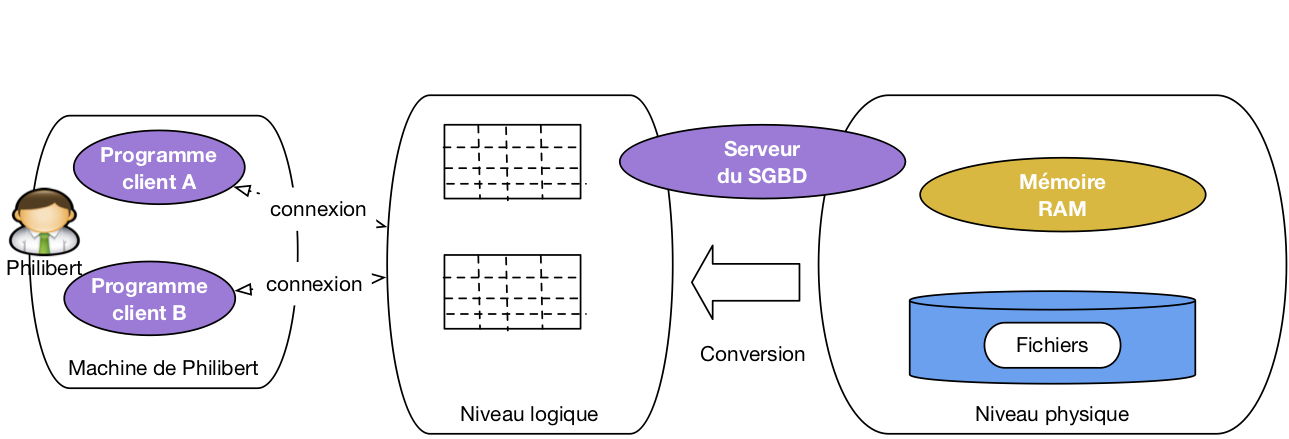 Programme
client A
connexion
Philibert
Programme
client B
connexion
Machine de Philibert
Niveau logique
Serveur
du SGBD
Conversion
Mémoire
RAM
Fichiers
Niveau physique